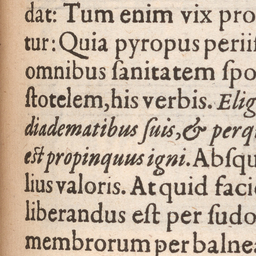 dat: Tum enim vix pro
tur: Quia pyropus periiſ
omnibus ſanitatem ſpo
ſtotelem, his verbis. Elig
diadematibus ſuis, & perq
eſt propinquus igni. Abſqu
lius valoris. At quid facie
liberandus eſt per ſudo
membrorum per balnea